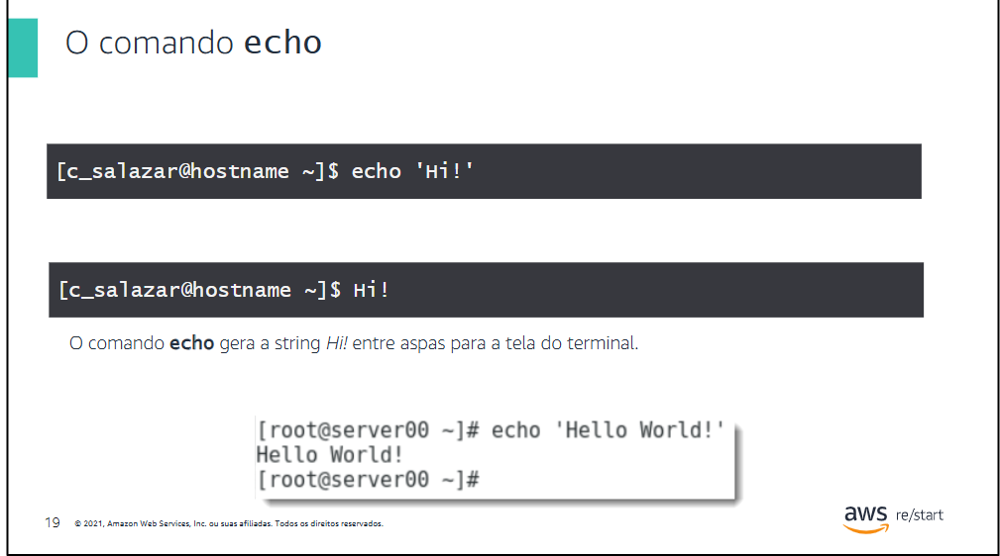 O comando echo
[c_salazar@hostname ~]$ echo 'Hi!'
[c_salazar@hostname ~]$ Hi!
O comando echo gera a string Hi! entre aspas para a tela do terminal.
[root@server00 ~]# echo 'Hello World!'
Hello World!
[root@server00 ~]#
19 © 2021, Amazon Web Services, Inc. ou suas afiliadas. Todos os direitos reservados.
aws re/start